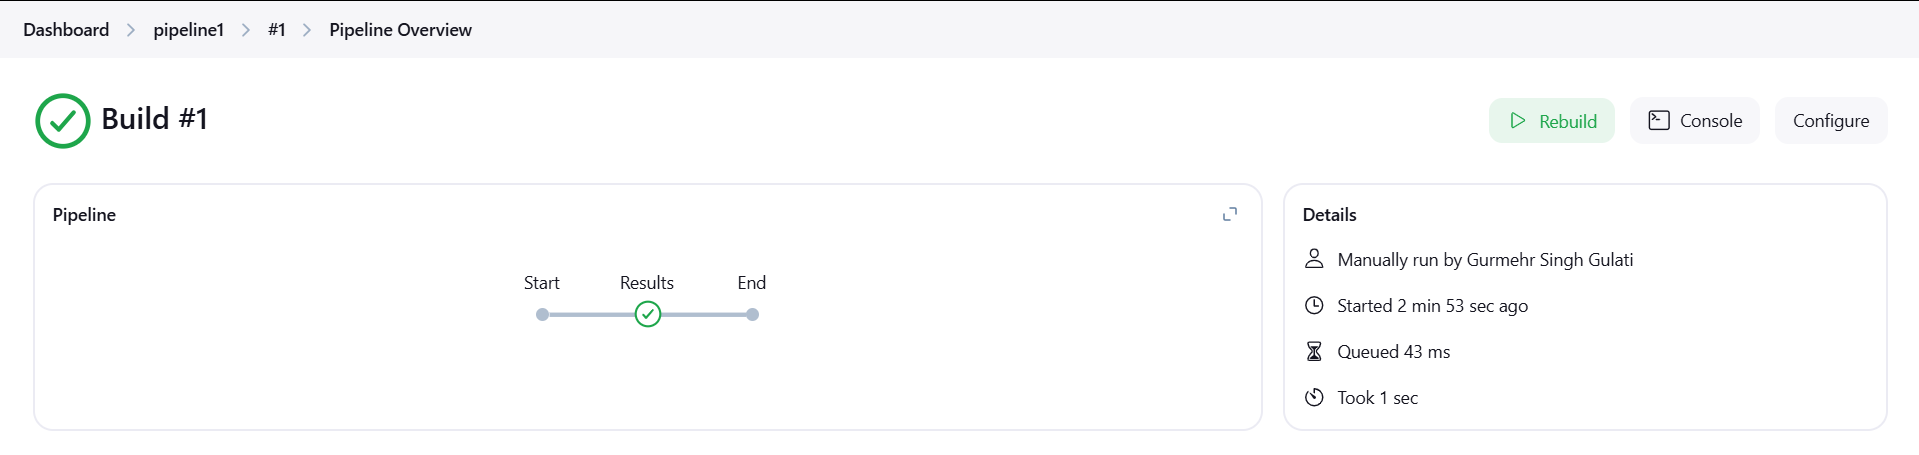 Dashboard > pipeline1 > #1 > Pipeline Overview
Build #1
Rebuild
Console
Configure
Pipeline
Start
Results
End
Details
Manually run by Gurmehr Singh Gulati
Started 2 min 53 sec ago
Queued 43 ms
Took 1 sec